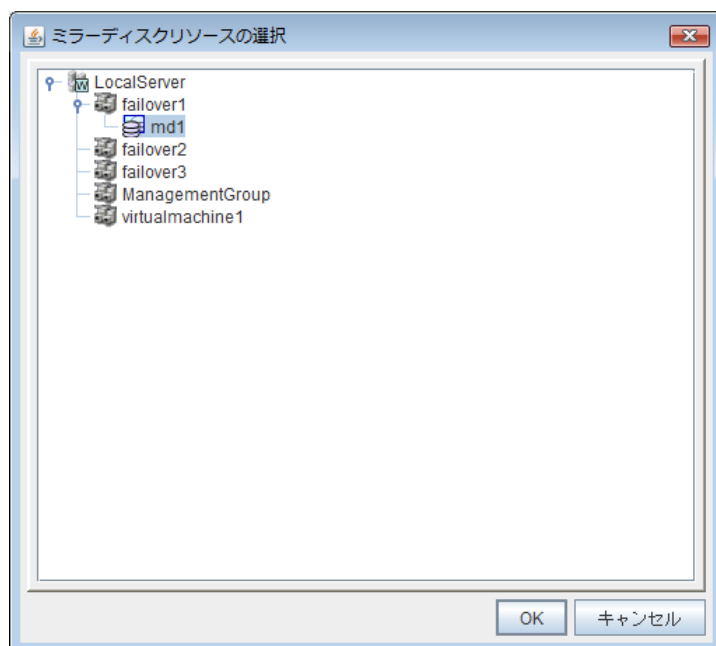 ミラーディスクリソースの選択
LocalServer
failover1
md1
failover2
failover3
ManagementGroup
virtualmachine1
OK
キャンセル